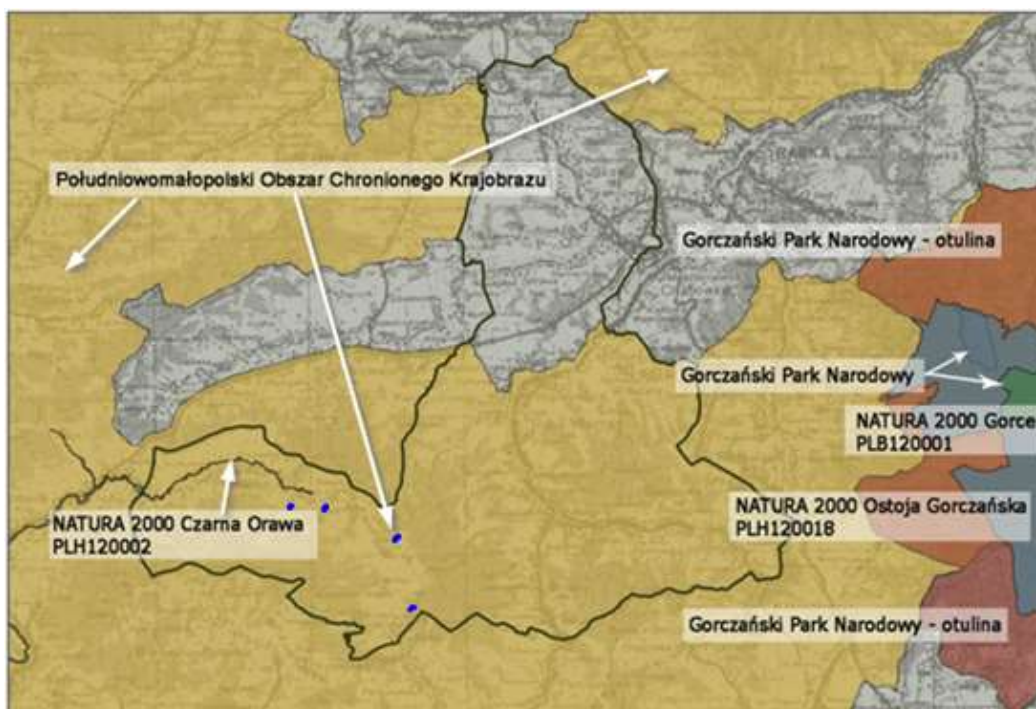 RABKA
Południowomałopolski Obszar Chronionego Krajobrazu
Gorczański Park Narodowy - otulina
Gorczański Park Narodowy
NATURA 2000 Gorce
PLB120001
NATURA 2000 Ostoja Gorczańska
PLH120018
NATURA 2000 Czarna Orawa
PLH120002
Gorczański Park Narodowy - otulina